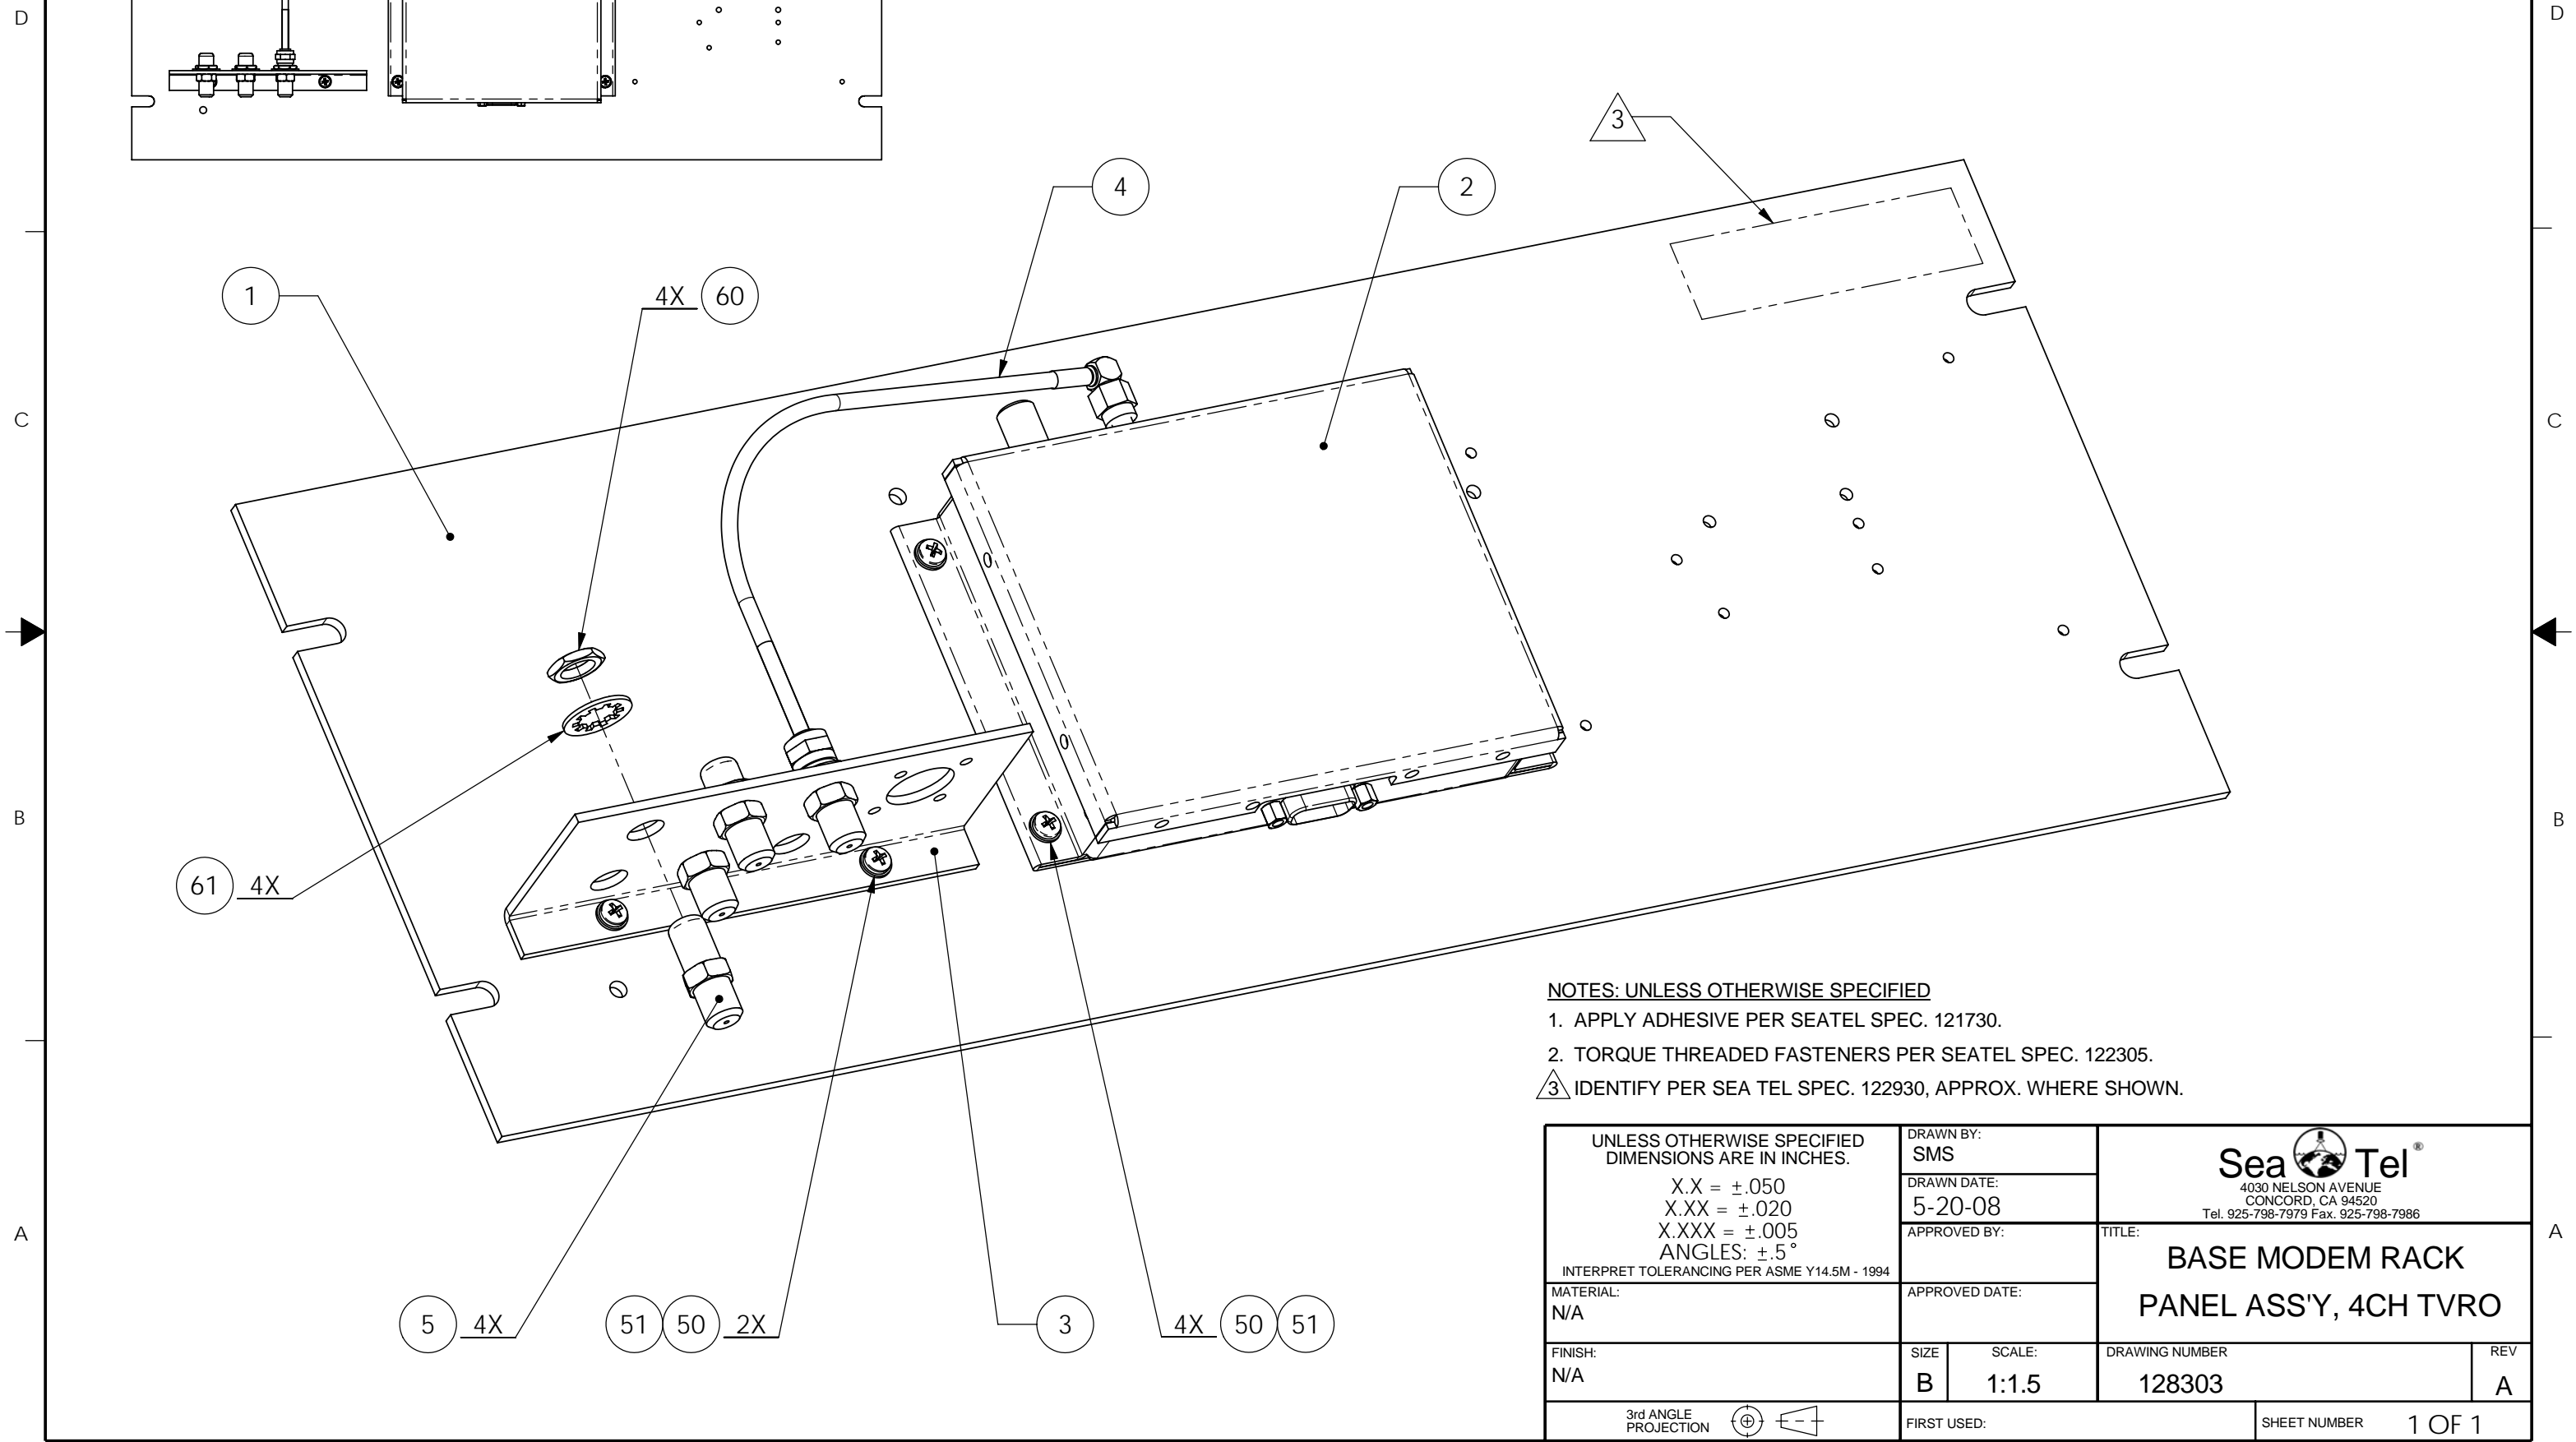 D
D
3
4
2
1
4X 60
C
C
B
B
61 4X
NOTES: UNLESS OTHERWISE SPECIFIED
1. APPLY ADHESIVE PER SEATEL SPEC. 121730.
2. TORQUE THREADED FASTENERS PER SEATEL SPEC. 122305.
3 IDENTIFY PER SEA TEL SPEC. 122930, APPROX. WHERE SHOWN.
A
A
5 4X
51 50 2X
3
4X 50 51
UNLESS OTHERWISE SPECIFIED
DIMENSIONS ARE IN INCHES.
X.X = ±.050
X.XX = ±.020
X.XXX = ±.005
ANGLES: ±.5°
INTERPRET TOLERANCING PER ASME Y14.5M - 1994
MATERIAL:
N/A
FINISH:
N/A
3rd ANGLE
PROJECTION
DRAWN BY:
SMS
DRAWN DATE:
5-20-08
APPROVED BY:
APPROVED DATE:
SIZE
B
SCALE:
1:1.5
Sea Tel®
4030 NELSON AVENUE
CONCORD, CA 94520
Tel. 925-798-7979 Fax. 925-798-7986
TITLE:
BASE MODEM RACK
PANEL ASS'Y, 4CH TVRO
DRAWING NUMBER
128303
REV
A
FIRST USED:
SHEET NUMBER 1 OF 1